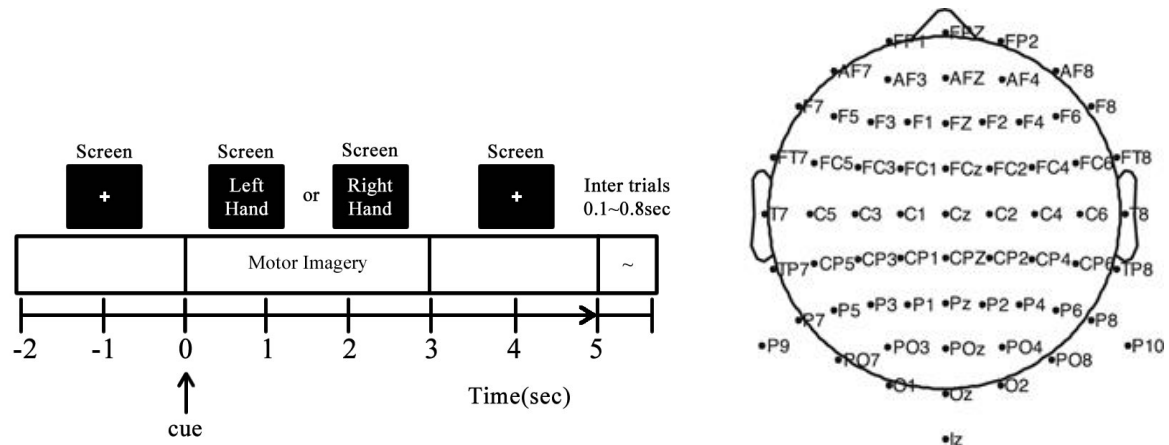 Screen Screen Screen Screen
Left Hand or Right Hand
Inter trials
0.1~0.8sec
Motor Imagery ~
-2 -1 0 1 2 3 4 5
Time(sec)
cue
FP1 FPZ FP2
AF7 AF3 AFZ AF4 AF8
F7 F5 F3 F1 FZ F2 F4 F6 F8
FT7 FC5 FC3 FC1 FCz FC2 FC4 FC6 FT8
T7 C5 C3 C1 Cz C2 C4 C6 T8
TP7 CP5 CP3 CP1 CPZ CP2 CP4 CP6 TP8
P7 P5 P3 P1 Pz P2 P4 P6 P8
P9 PO7 PO3 POz PO4 PO8 P10
O1 Oz O2
Iz